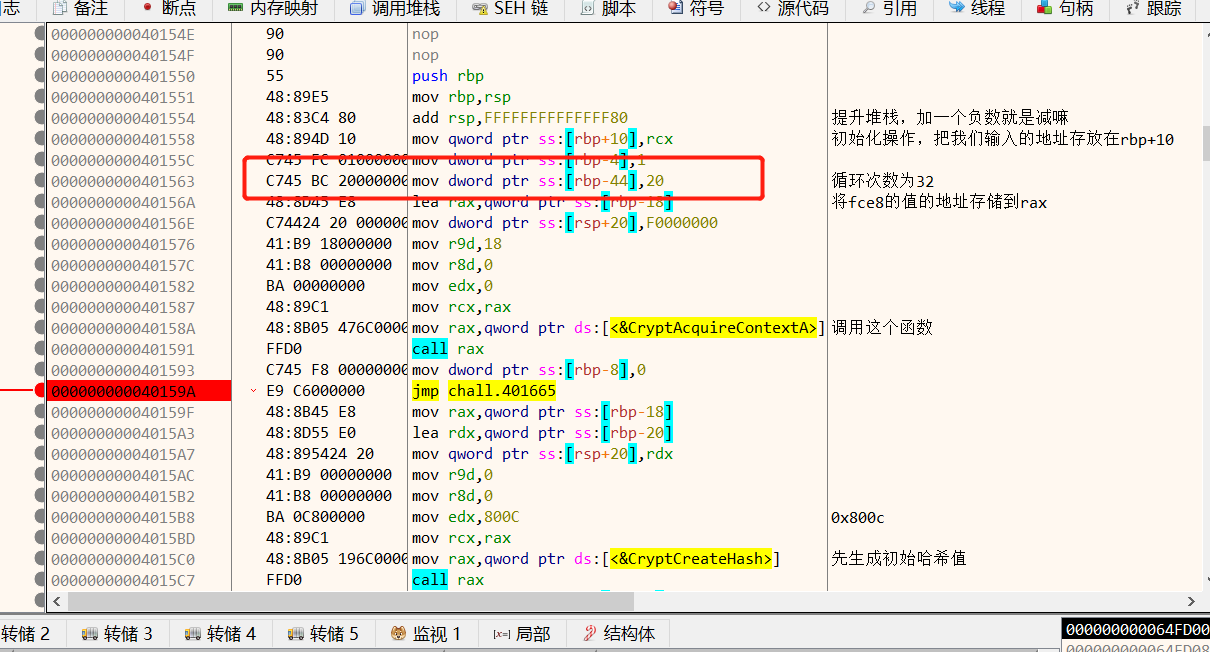 志 备注 断点 内存映射 调用堆栈 SEH 链 脚本 符号 源代码 引用 线程 句柄 跟踪
000000000040154E 90 nop
000000000040154F 90 nop
0000000000401550 55 push rbp
0000000000401551 48:89E5 mov rbp,rsp
0000000000401554 48:83C4 80 add rsp,FFFFFFFFFFFFFF80 提升堆栈，加一个负数就是减嘛
0000000000401558 48:894D 10 mov qword ptr ss:[rbp+10],rcx 初始化操作，把我们输入的地址存放在rbp+10
000000000040155C C745 FC 01000000 mov dword ptr ss:[rbp-4],1
0000000000401563 C745 BC 20000000 mov dword ptr ss:[rbp-44],20 循环次数为32
000000000040156A 48:8D45 E8 lea rax,qword ptr ss:[rbp-18] 将fce8的值的地址存储到rax
000000000040156E C74424 20 000000 mov dword ptr ss:[rsp+20],F0000000
0000000000401576 41:B9 18000000 mov r9d,18
000000000040157C 41:B8 00000000 mov r8d,0
0000000000401582 BA 00000000 mov edx,0
0000000000401587 48:89C1 mov rcx,rax
000000000040158A 48:8B05 476C0000 mov rax,qword ptr ds:[<&CryptAcquireContextA>] 调用这个函数
0000000000401591 FFD0 call rax
0000000000401593 C745 F8 00000000 mov dword ptr ss:[rbp-8],0
000000000040159A E9 C6000000 jmp chall.401665
000000000040159F 48:8B45 E8 mov rax,qword ptr ss:[rbp-18]
00000000004015A3 48:8D55 E0 lea rdx,qword ptr ss:[rbp-20]
00000000004015A7 48:895424 20 mov qword ptr ss:[rsp+20],rdx
00000000004015AC 41:B9 00000000 mov r9d,0
00000000004015B2 41:B8 00000000 mov r8d,0
00000000004015B8 BA 0C800000 mov edx,800C 0x800c
00000000004015BD 48:89C1 mov rcx,rax
00000000004015C0 48:8B05 196C0000 mov rax,qword ptr ds:[<&CryptCreateHash>] 先生成初始哈希值
00000000004015C7 FFD0 call rax
转储 2 转储 3 转储 4 转储 5 监视 1 [x=] 局部 结构体
000000000064FD00
000000000064FD08